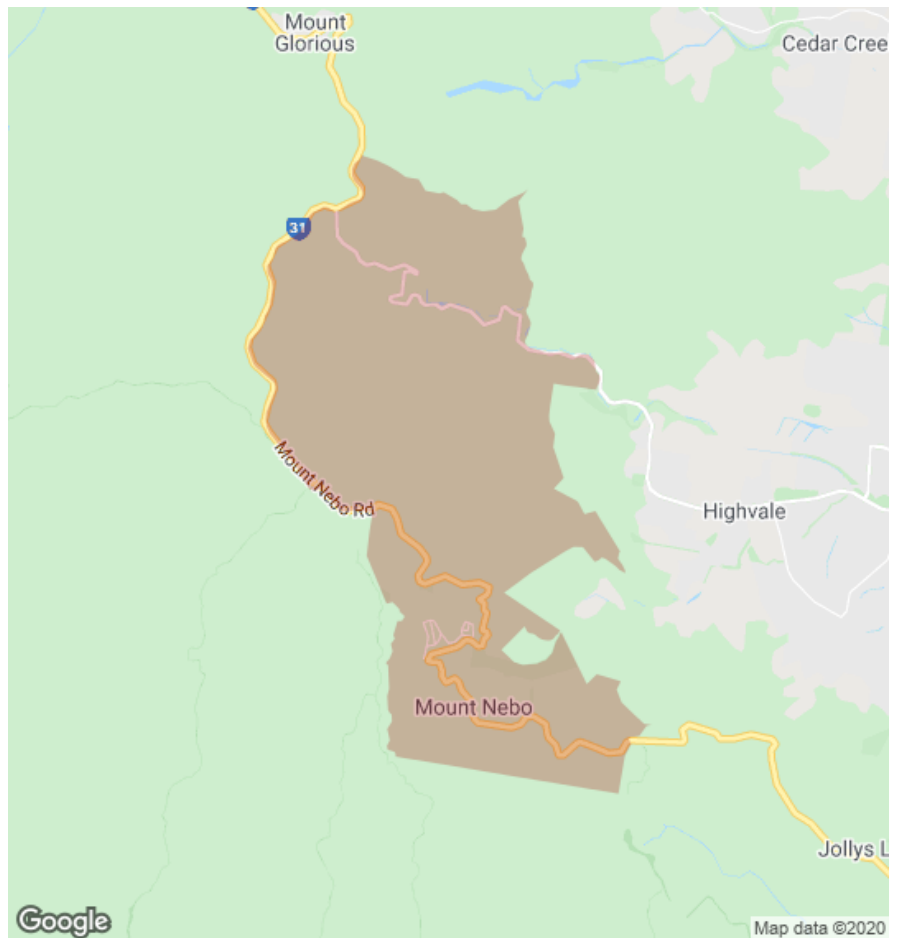 Mount
Glorious
Cedar Cree
31
Mount Nebo Rd
Highvale
Mount Nebo
Jollys L
Google
Map data ©2020